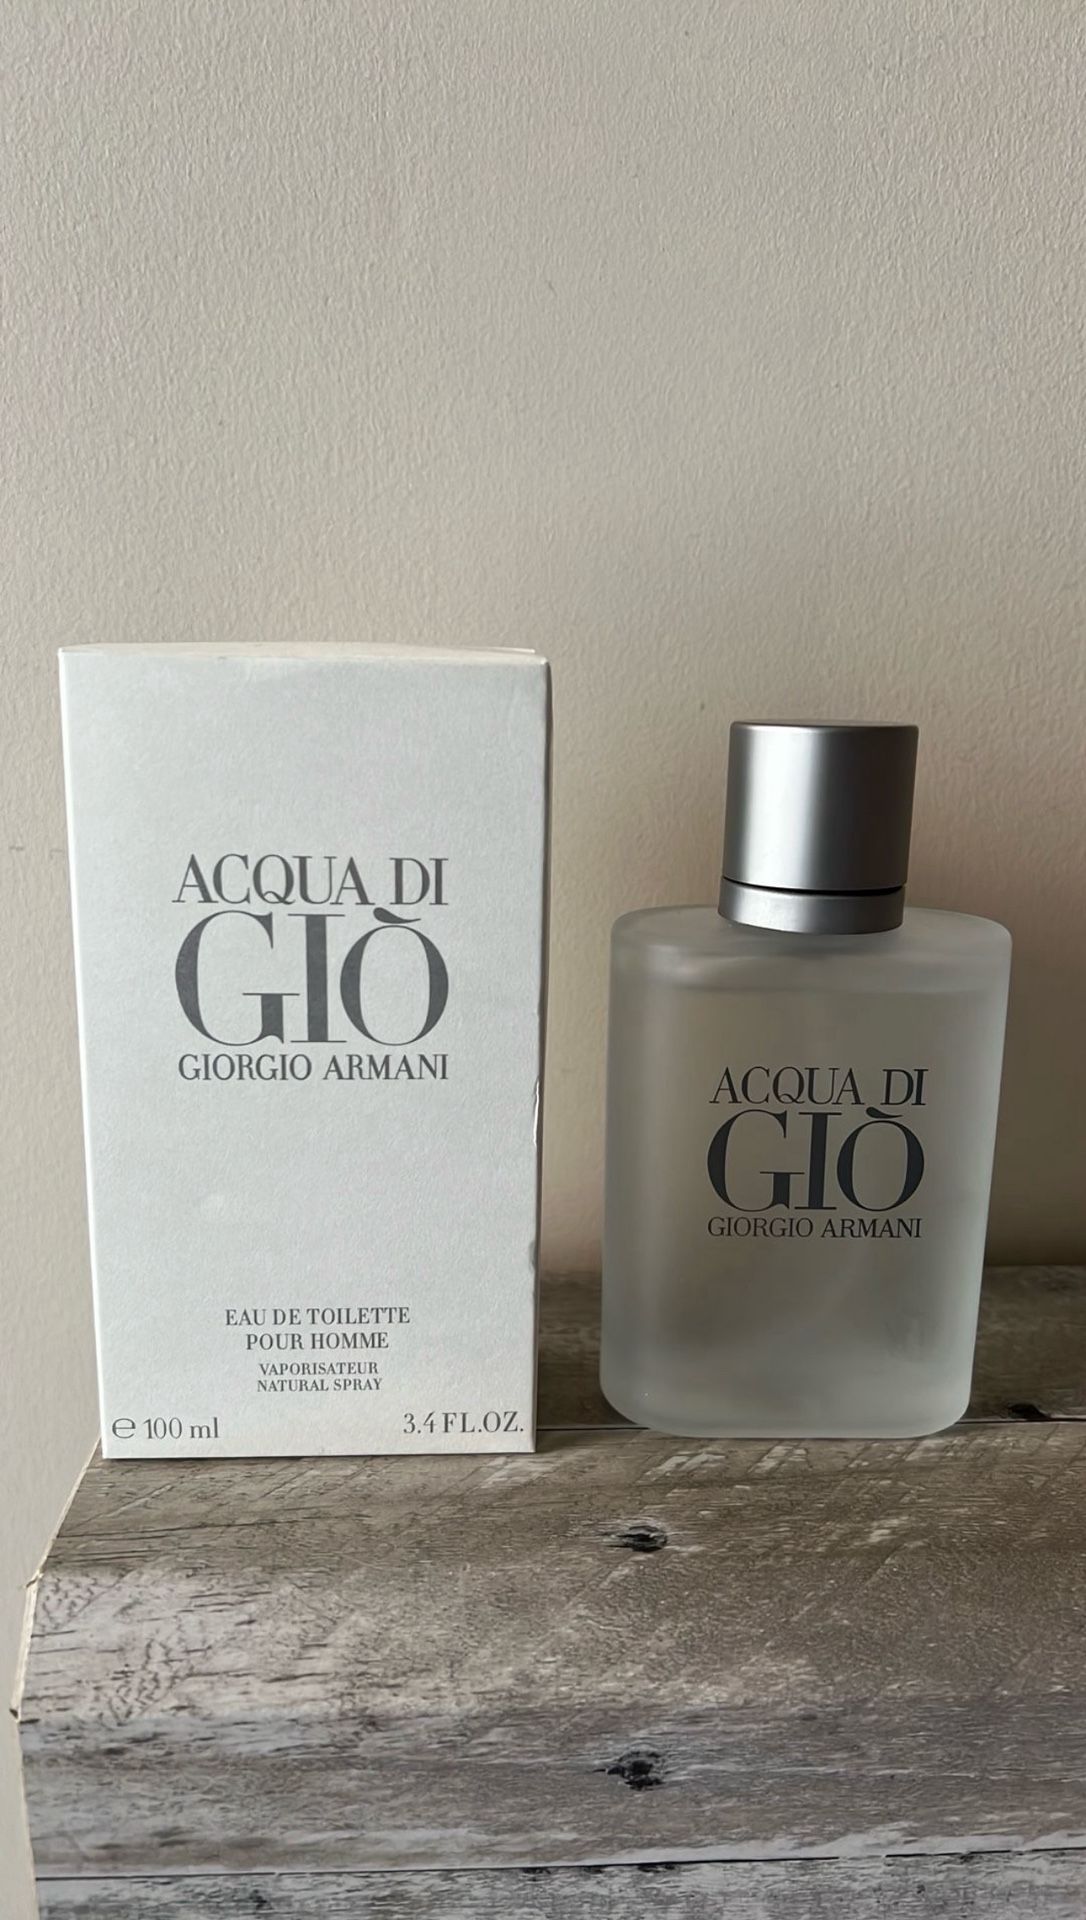 ACQUA DI
GIÒ
GIORGIO ARMANI
EAU DE TOILETTE
POUR HOMME
VAPORISATEUR
NATURAL SPRAY
℮ 100 ml
3.4 FL.OZ.
ACQUA DI
GIÒ
GIORGIO ARMANI